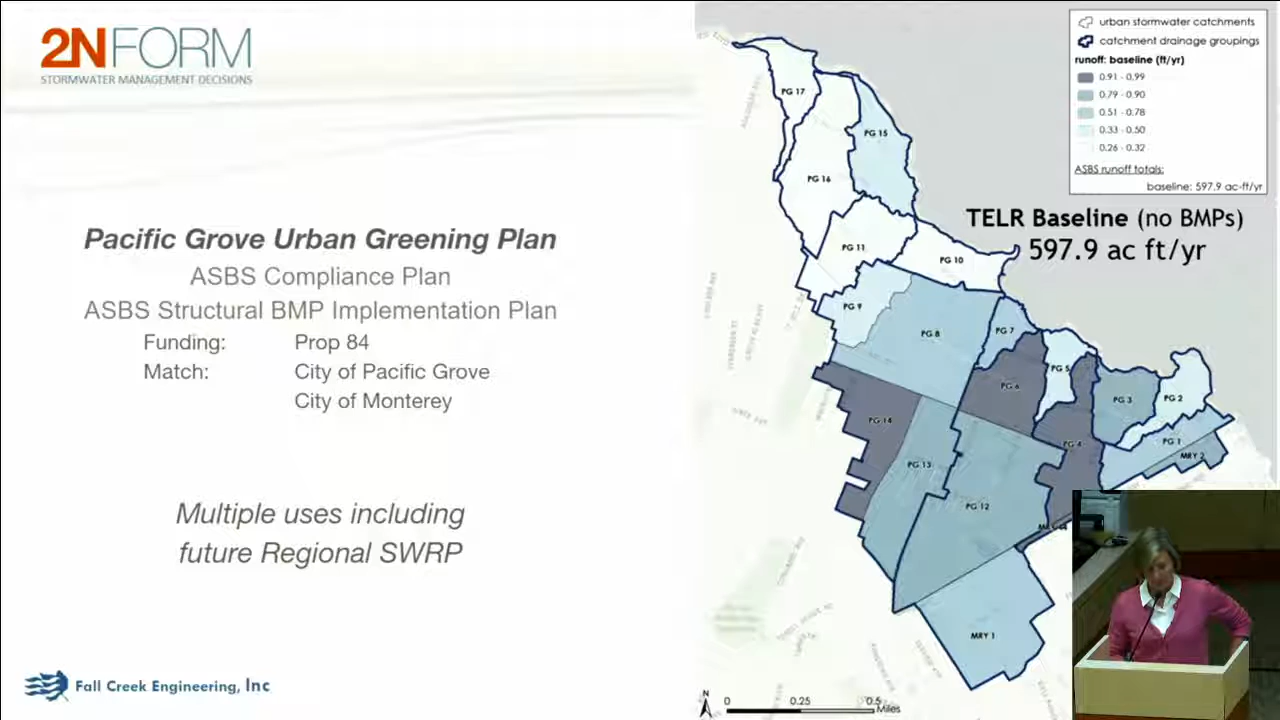 2NFORM
STORMWATER MANAGEMENT DECISIONS
Pacific Grove Urban Greening Plan
ASBS Compliance Plan
ASBS Structural BMP Implementation Plan
Funding: Prop 84
Match: City of Pacific Grove
City of Monterey
Multiple uses including
future Regional SWRP
Fall Creek Engineering, Inc
urban stormwater catchments
catchment drainage groupings
runoff: baseline (ft/yr)
0.91 - 0.99
0.79 - 0.90
0.51 - 0.78
0.33 - 0.50
0.26 - 0.32
ASBS runoff totals:
baseline: 597.9 ac-ft/yr
TELR Baseline (no BMPs)
597.9 ac ft/yr
PG 17
PG 15
PG 16
PG 11
PG 10
PG 9
PG 8
PG 7
PG 5
PG 6
PG 3
PG 2
PG 14
PG 4
PG 1
MRY 2
PG 13
PG 12
MRY 1
N
0 0.25 0.5
Miles